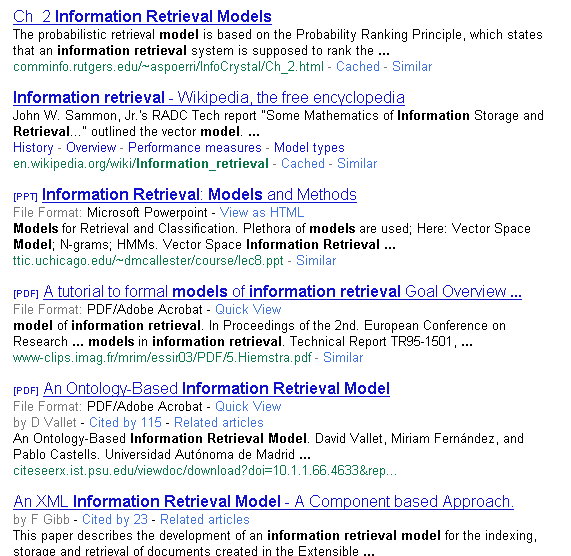 Ch_2 Information Retrieval Models
The probabilistic retrieval model is based on the Probability Ranking Principle, which states
that an information retrieval system is supposed to rank the ...
comminfo.rutgers.edu/~aspoerri/InfoCrystal/Ch_2.html - Cached - Similar
Information retrieval - Wikipedia, the free encyclopedia
John W. Sammon, Jr.'s RADC Tech report "Some Mathematics of Information Storage and
Retrieval..." outlined the vector model. ...
History - Overview - Performance measures - Model types
en.wikipedia.org/wiki/Information_retrieval - Cached - Similar
[PPT] Information Retrieval: Models and Methods
File Format: Microsoft Powerpoint - View as HTML
Models for Retrieval and Classification. Plethora of models are used; Here: Vector Space
Model; N-grams; HMMs. Vector Space Information Retrieval ...
ttic.uchicago.edu/~dmcallester/course/lec8.ppt - Similar
[PDF] A tutorial to formal models of information retrieval Goal Overview ...
File Format: PDF/Adobe Acrobat - Quick View
model of information retrieval. In Proceedings of the 2nd. European Conference on
Research ... models in information retrieval. Technical Report TR95-1501, ...
www-clips.imag.fr/mrim/essir03/PDF/5.Hiemstra.pdf - Similar
[PDF] An Ontology-Based Information Retrieval Model
File Format: PDF/Adobe Acrobat - Quick View
by D Vallet - Cited by 115 - Related articles
An Ontology-Based Information Retrieval Model. David Vallet, Miriam Fernández, and
Pablo Castells. Universidad Autónoma de Madrid ...
citeseerx.ist.psu.edu/viewdoc/download?doi=10.1.1.66.4633&rep...
An XML Information Retrieval Model - A Component based Approach.
by F Gibb - Cited by 23 - Related articles
This paper describes the development of an information retrieval model for the indexing,
storage and retrieval of documents created in the Extensible ...